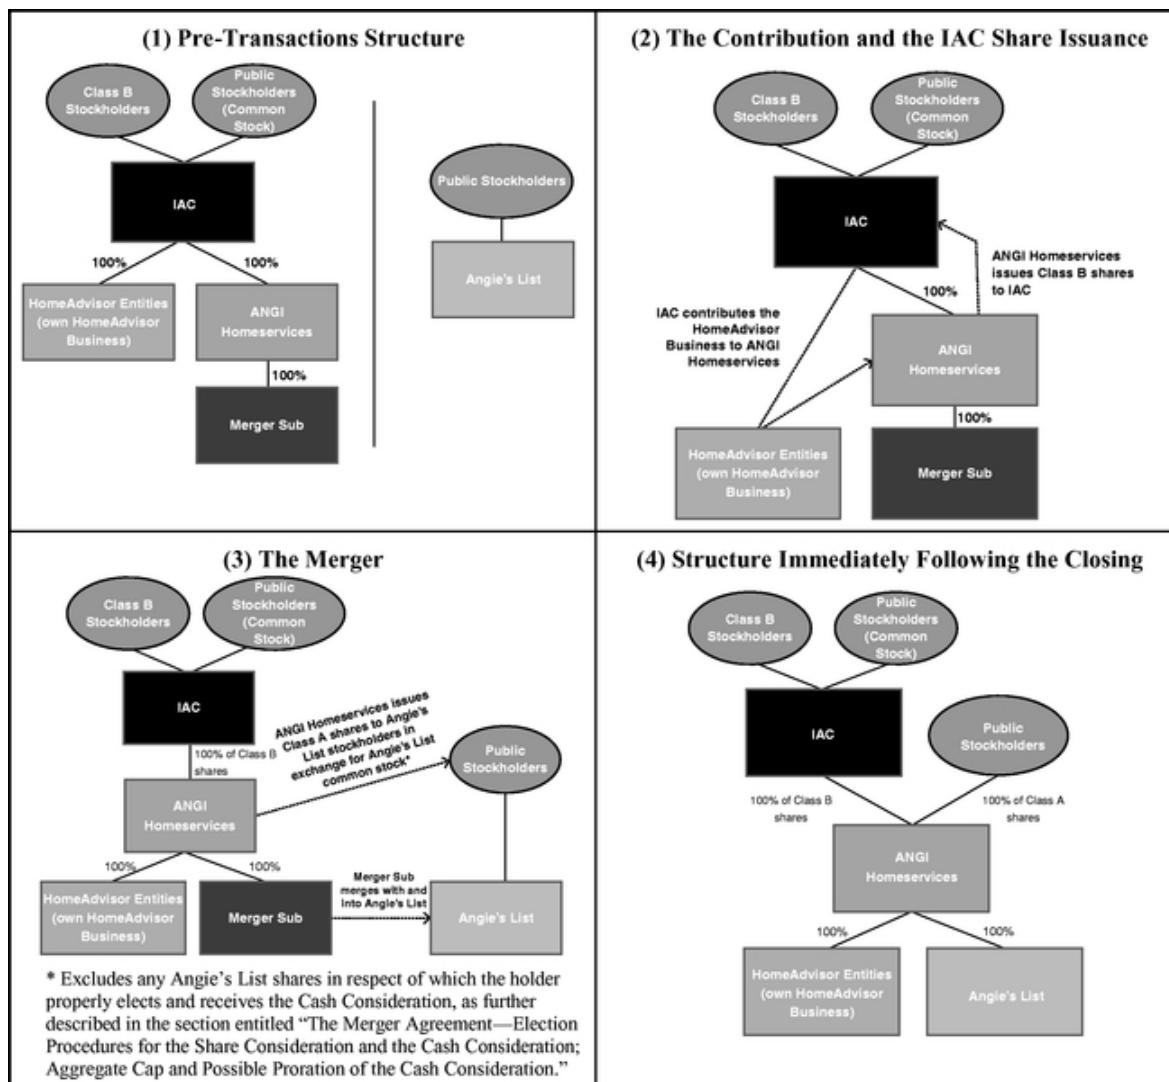 (1) Pre-Transactions Structure
Class B
Stockholders
Public
Stockholders
(Common
Stock)
IAC
100%
100%
HomeAdvisor Entities
(own HomeAdvisor
Business)
ANGI
Homeservices
100%
Merger Sub
Public Stockholders
Angie's List
(2) The Contribution and the IAC Share Issuance
Class B
Stockholders
Public
Stockholders
(Common
Stock)
IAC
ANGI Homeservices
issues Class B shares
to IAC
100%
IAC contributes the
HomeAdvisor
Business to ANGI
Homeservices
ANGI
Homeservices
100%
HomeAdvisor Entities
(own HomeAdvisor
Business)
Merger Sub
(3) The Merger
Class B
Stockholders
Public
Stockholders
(Common
Stock)
IAC
100% of Class B
shares
ANGI Homeservices issues
Class A shares to Angie's
List stockholders in
exchange for Angie's List
common stock*
Public
Stockholders
ANGI
Homeservices
100%
100%
HomeAdvisor Entities
(own HomeAdvisor
Business)
Merger Sub
Merger Sub
merges with and
into Angie's List
Angie's List
* Excludes any Angie’s List shares in respect of which the holder
properly elects and receives the Cash Consideration, as further
described in the section entitled “The Merger Agreement—Election
Procedures for the Share Consideration and the Cash Consideration;
Aggregate Cap and Possible Proration of the Cash Consideration.”
(4) Structure Immediately Following the Closing
Class B
Stockholders
Public
Stockholders
(Common
Stock)
IAC
Public
Stockholders
100% of Class B
shares
100% of Class A
shares
ANGI
Homeservices
100%
100%
HomeAdvisor Entities
(own HomeAdvisor
Business)
Angie's List